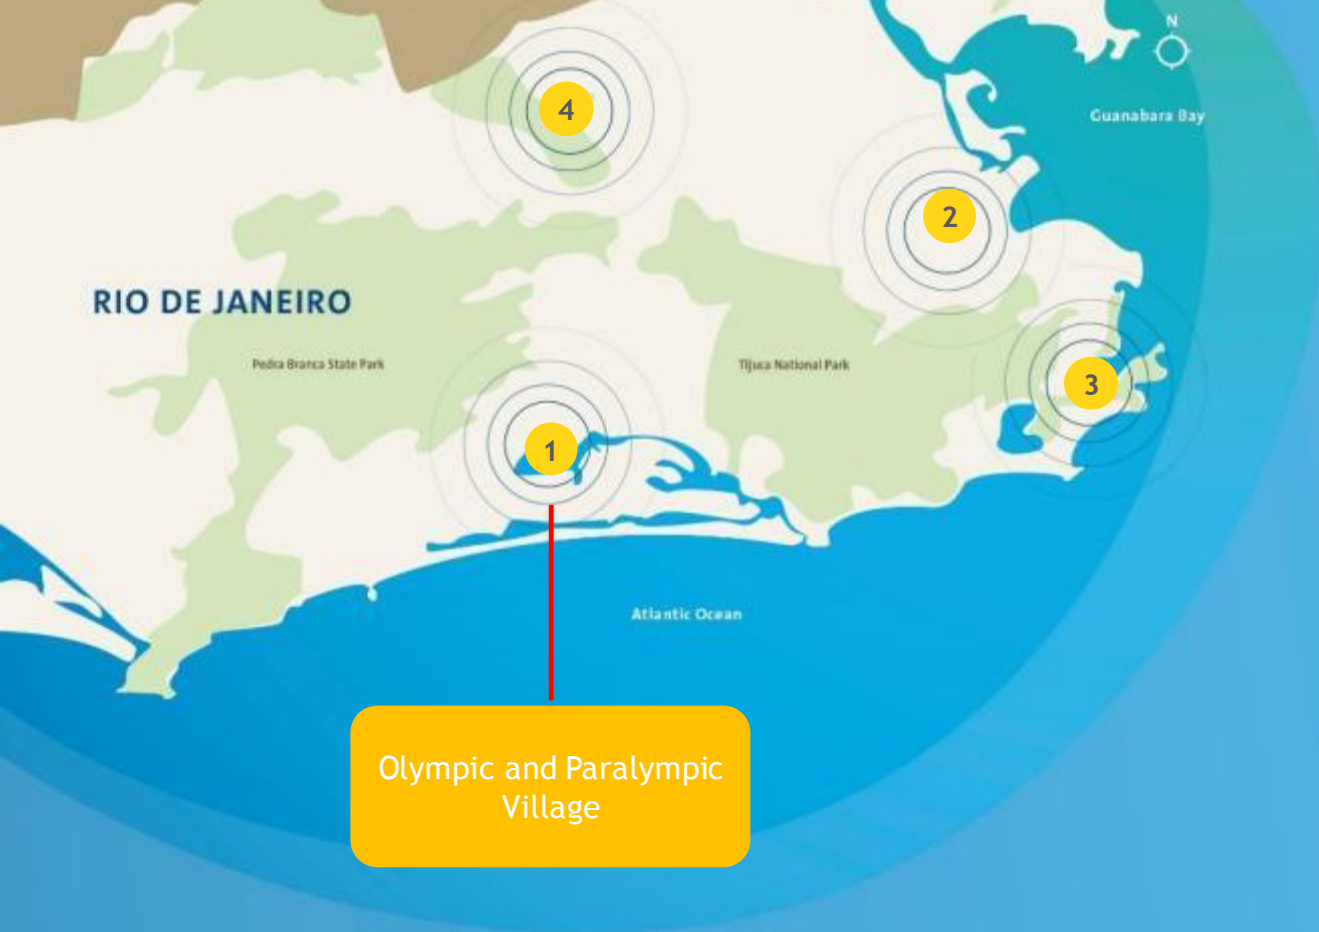 N
4
Guanabara Bay
2
RIO DE JANEIRO
Pedra Branca State Park
Tijuca National Park
3
1
Atlantic Ocean
Olympic and Paralympic
Village